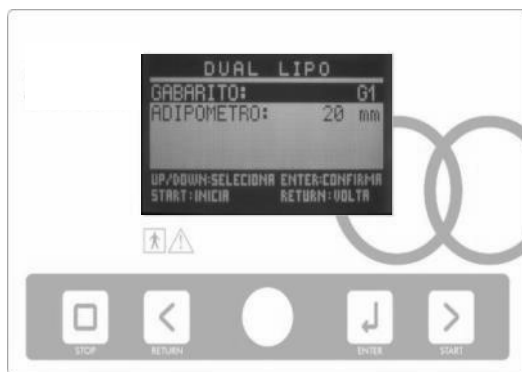 DUAL LIPO
GABARITO: G1
ADIPOMETRO: 20 mm
UP/DOWN:SELECIONA ENTER:CONFIRMA
START:INICIA RETURN:VOLTA
STOP
RETURN
ENTER
START